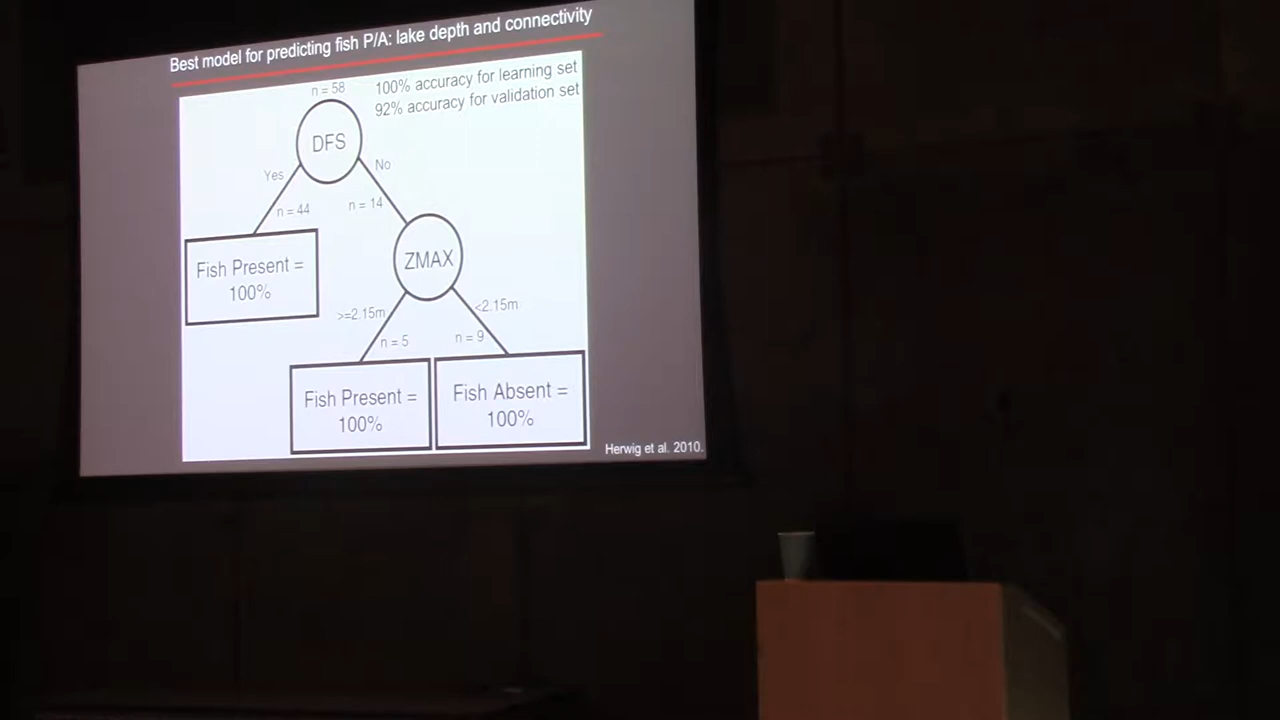 Best model for predicting fish P/A: lake depth and connectivity
n = 58
100% accuracy for learning set
92% accuracy for validation set
DFS
Yes
No
n = 44
n = 14
Fish Present =
100%
ZMAX
>=2.15m
<2.15m
n = 5
n = 9
Fish Present =
100%
Fish Absent =
100%
Herwig et al. 2010.